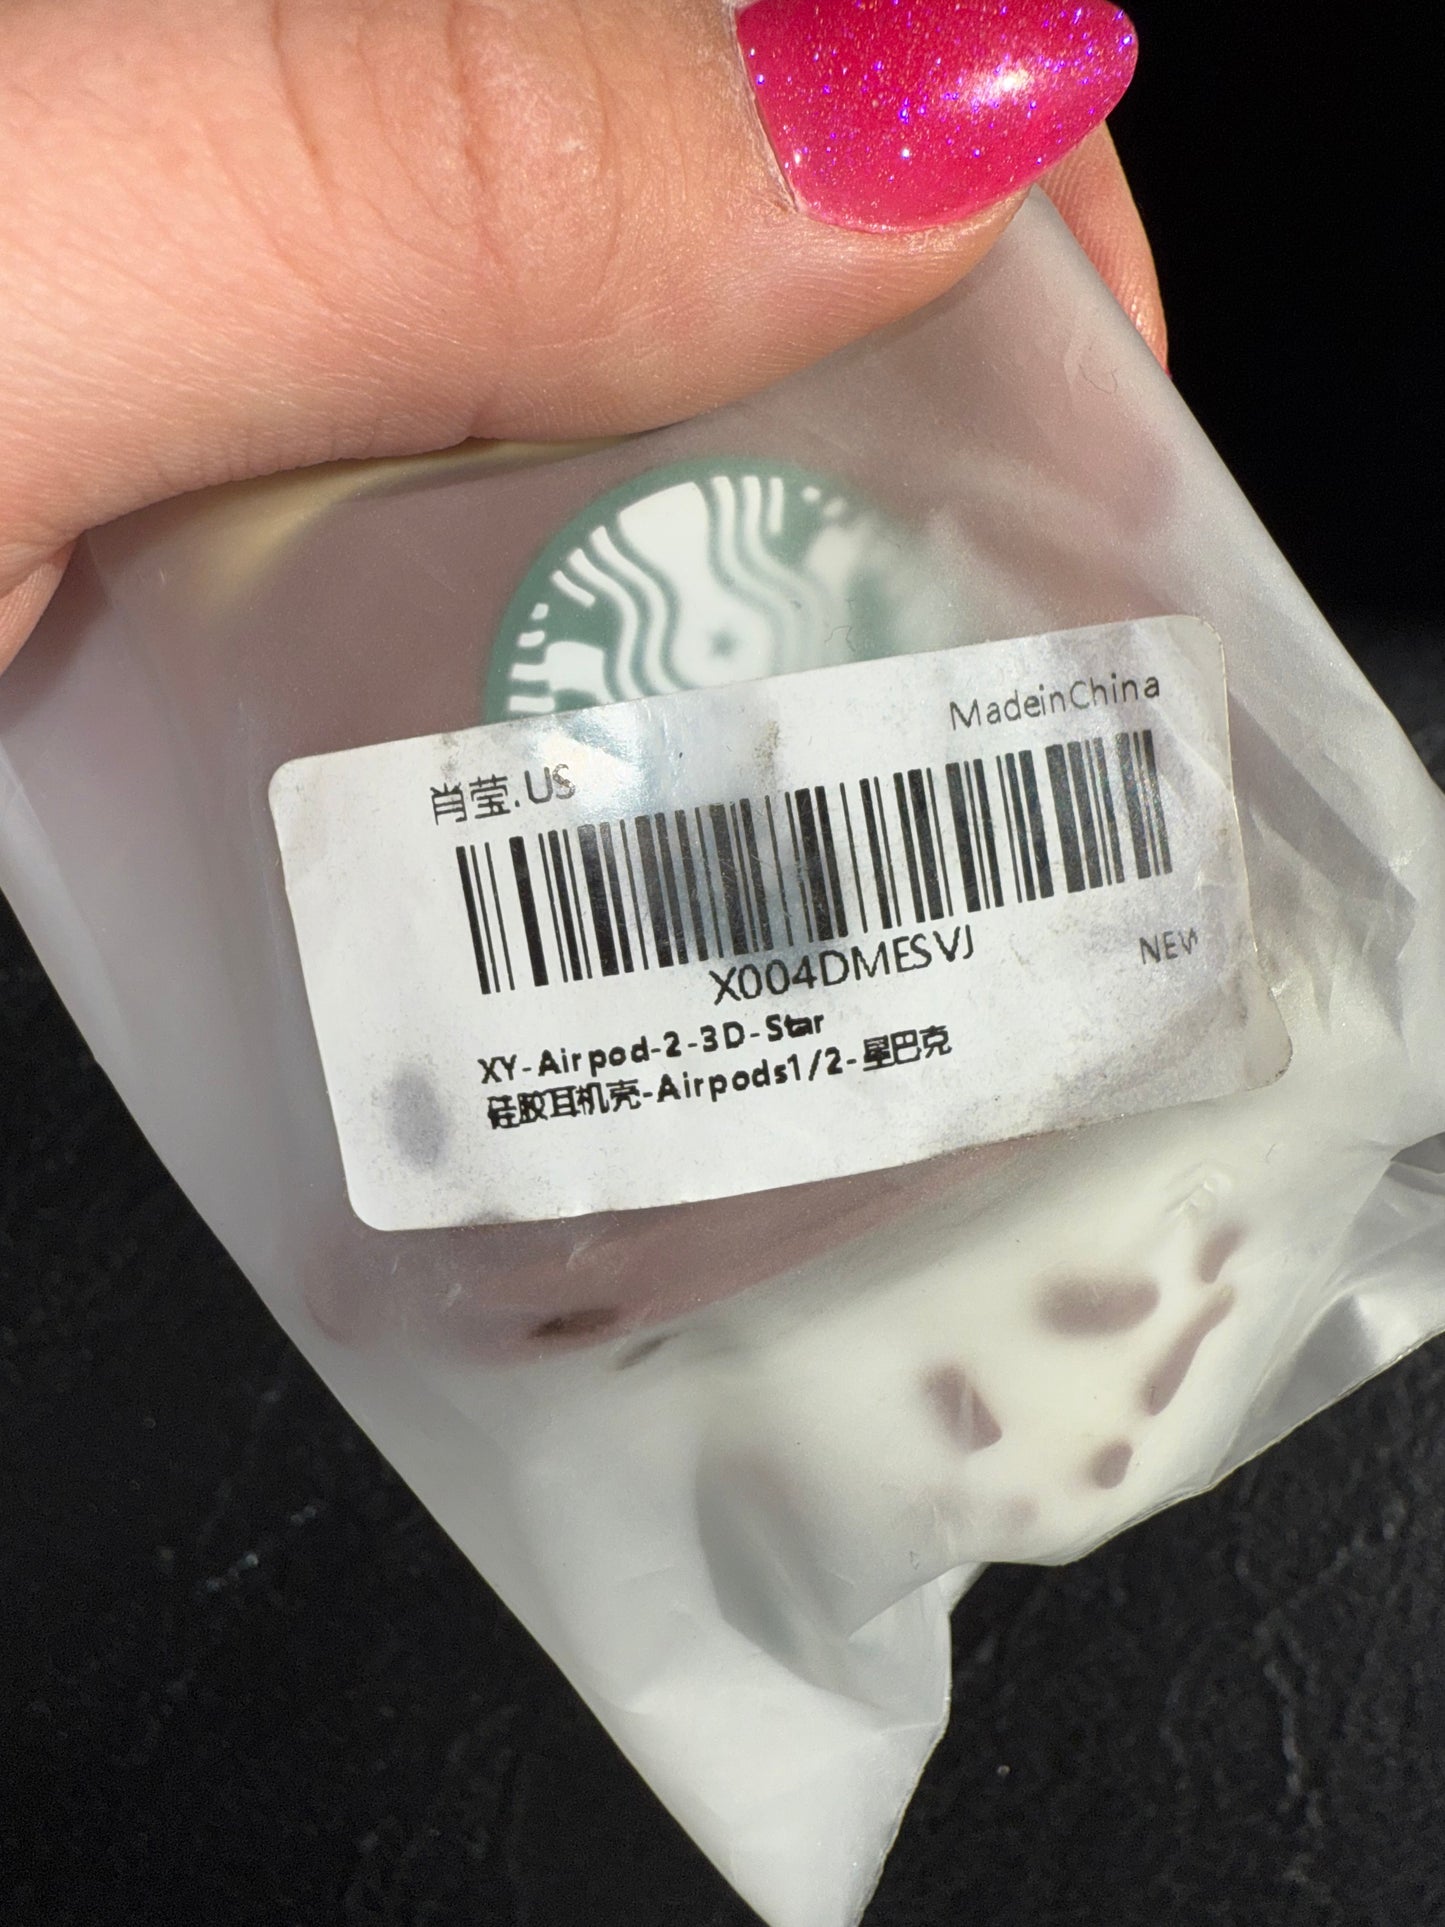 MadeinChina
肖莹.US
X004DMESVJ
NEW
XY-Airpod-2-3D-Star
硅胶耳机壳-Airpods1/2-星巴克